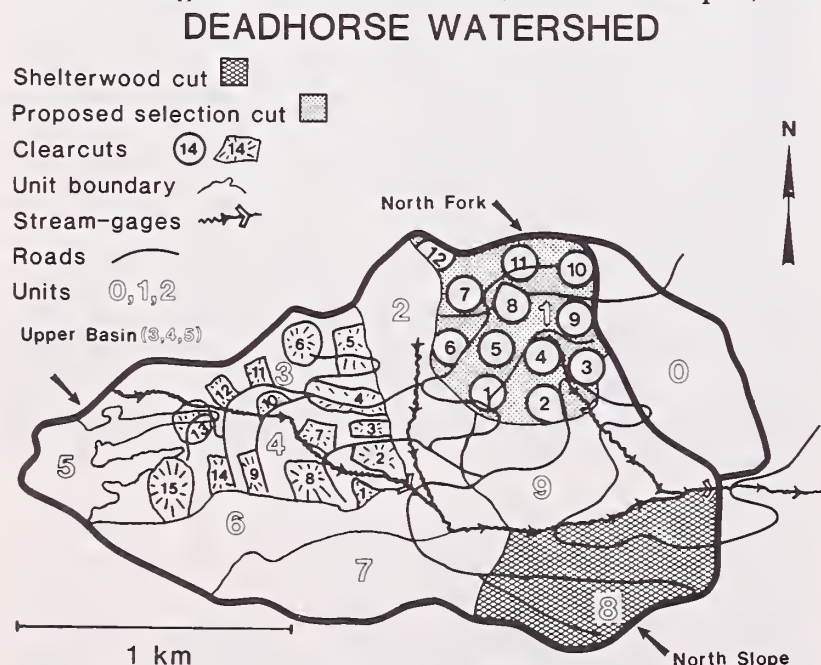 DEADHORSE WATERSHED
Shelterwood cut
Proposed selection cut
Clearcuts 14 14
Unit boundary
Stream-gages
Roads
Units 0,1,2
Upper Basin (3,4,5)
N
North Fork
12
11
10
7
8
1
9
2
6
5
4
3
0
1
2
6
5
3
11
12
10
4
13
4
7
3
2
5
15
14
9
8
1
9
6
7
8
1 km
North Slope